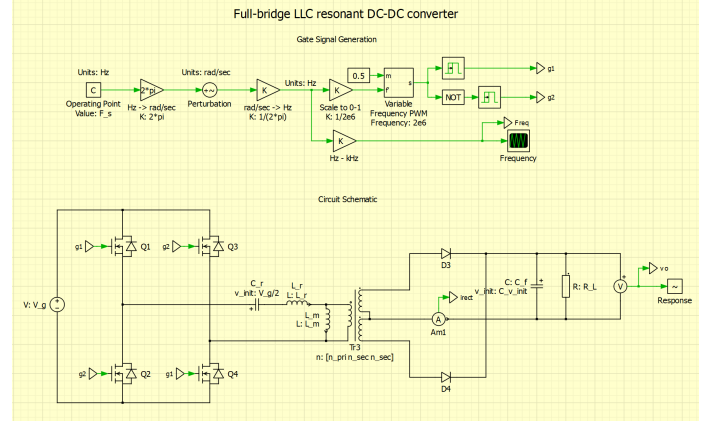 Full-bridge LLC resonant DC-DC converter
Gate Signal Generation
Units: Hz
C
Operating Point
Value: F_s
2*pi
Hz -> rad/sec
K: 2*pi
Units: rad/sec
Perturbation
K
rad/sec -> Hz
K: 1/(2*pi)
Units: Hz
K
Scale to 0-1
K: 1/2e6
0.5
m
f
s
Variable
Frequency PWM
Frequency: 2e6
g1
NOT
g2
K
Hz - kHz
Freq
Frequency
Circuit Schematic
V: V_g
g1
Q1
g2
Q3
g2
Q2
g1
Q4
C_r
v_init: V_g/2
L_r
L: L_r
L_m
L: L_m
Tr3
n: [n_pri n_sec n_sec]
D3
Irect
A
Am1
D4
C: C_f
v_init: C_v_init
R: R_L
V
v o
~
Response